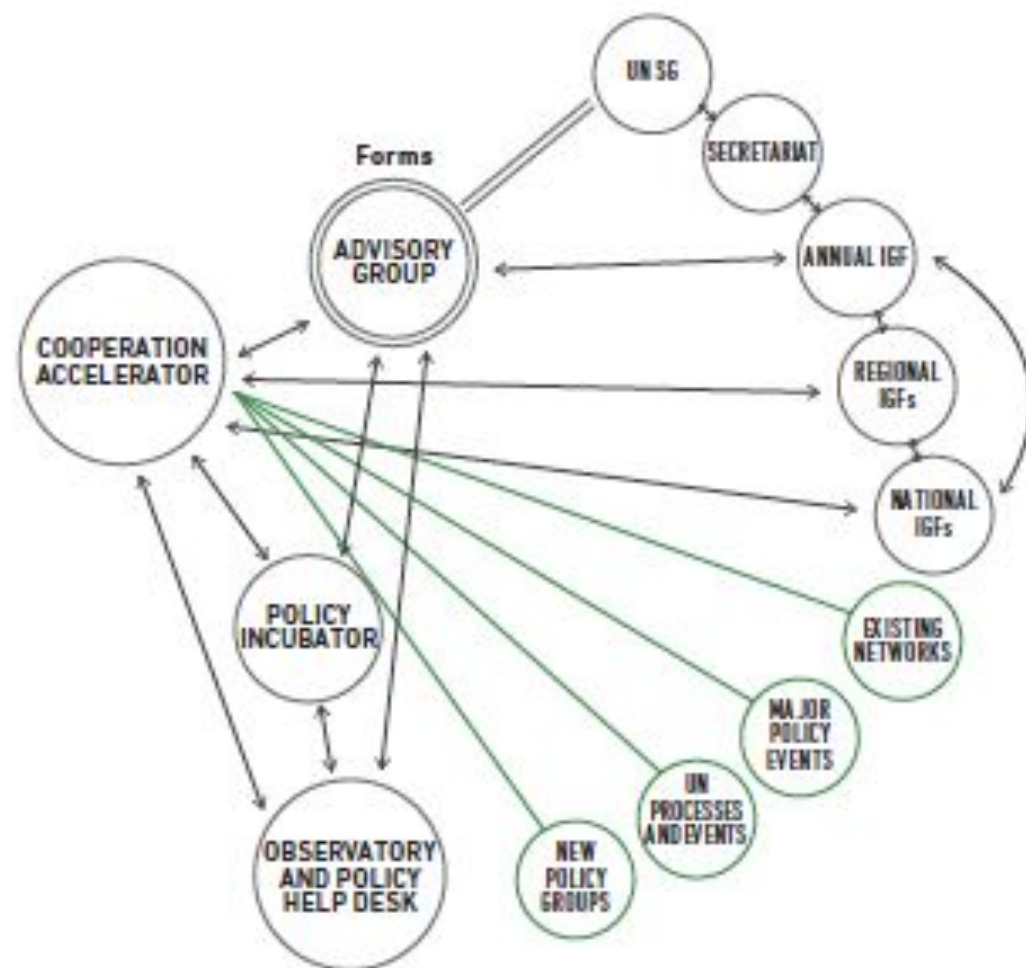 UN SG
SECRETARIAT
Forms
ADVISORY
GROUP
ANNUAL IGF
COOPERATION
ACCELERATOR
REGIONAL
IGFs
NATIONAL
IGFs
POLICY
INCUBATOR
EXISTING
NETWORKS
MAJOR
POLICY
EVENTS
UN
PROCESSES
AND EVENTS
OBSERVATORY
AND POLICY
HELP DESK
NEW
POLICY
GROUPS